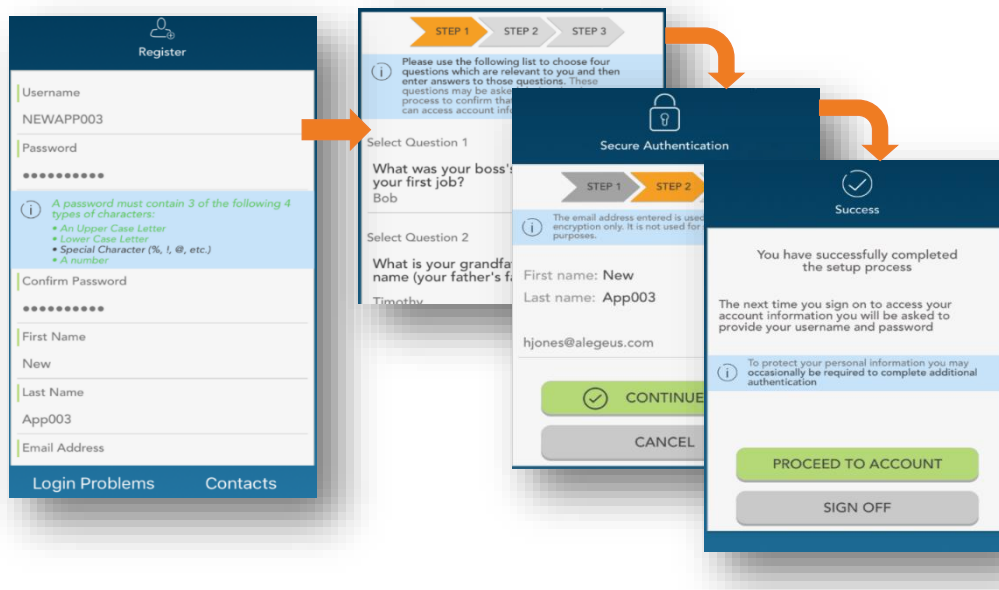 Register
Username
NEWAPP003
Password
●●●●●●●●●●
A password must contain 3 of the following 4
types of characters:
• An Upper Case Letter
• Lower Case Letter
• Special Character (%, !, @, etc.)
• A number
Confirm Password
●●●●●●●●●●
First Name
New
Last Name
App003
Email Address
Login Problems Contacts
STEP 1 STEP 2 STEP 3
Please use the following list to choose four
questions which are relevant to you and then
enter answers to those questions. These
questions may be aske
process to confirm that
can access account inf
Select Question 1
What was your boss's
your first job?
Bob
Select Question 2
What is your grandfa
name (your father's f
Timothy
Secure Authentication
STEP 1 STEP 2
The email address entered is used
encryption only. It is not used for
purposes.
First name: New
Last name: App003
hjones@alegeus.com
CONTINUE
CANCEL
Success
You have successfully completed
the setup process
The next time you sign on to access your
account information you will be asked to
provide your username and password
To protect your personal information you may
occasionally be required to complete additional
authentication
PROCEED TO ACCOUNT
SIGN OFF